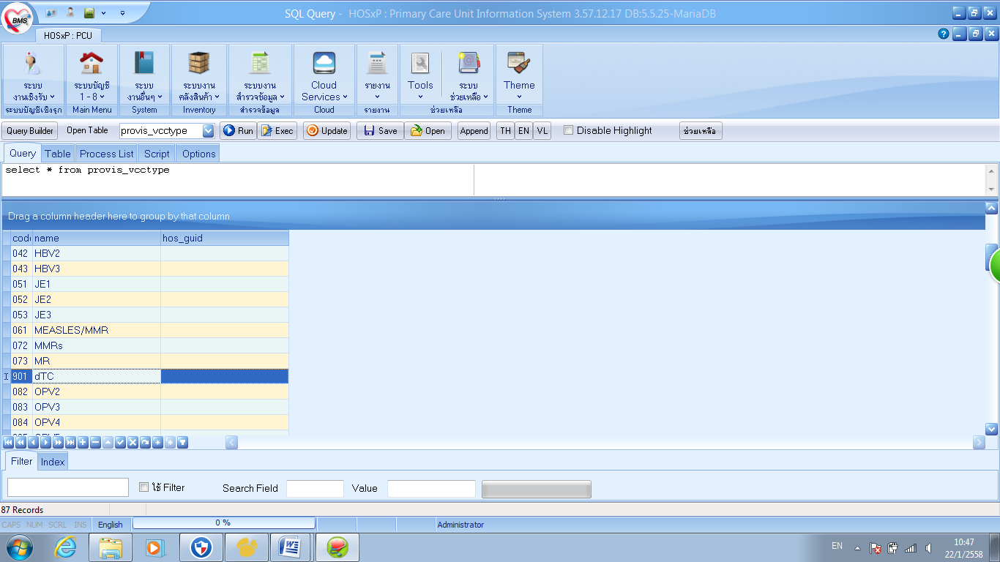 SQL Query - HOSxP : Primary Care Unit Information System 3.57.12.17 DB:5.5.25-MariaDB
BMS
HOSxP : PCU
ระบบ งานเชิงรับ
ระบบบัญชี 1 - 8
ระบบ งานอื่นๆ
ระบบงาน คลังสินค้า
ระบบงาน สำรวจข้อมูล
Cloud Services
รายงาน
Tools
ระบบ ช่วยเหลือ
Theme
ระบบบัญชีเชิงรุก
Main Menu
System
Inventory
สำรวจข้อมูล
Cloud
รายงาน
ช่วยเหลือ
Theme
Query Builder Open Table provis_vcctype Run Exec Update Save Open Append TH EN VL Disable Highlight ช่วยเหลือ
Query Table Process List Script Options
select * from provis_vcctype
Drag a column header here to group by that column
code name hos_guid
042 HBV2
043 HBV3
051 JE1
052 JE2
053 JE3
061 MEASLES/MMR
072 MMRs
073 MR
901 dTC
082 OPV2
083 OPV3
084 OPV4
Filter Index
ใช้ Filter Search Field Value
87 Records
CAPS NUM SCRL INS English 0 % Administrator
EN 10:47
22/1/2558